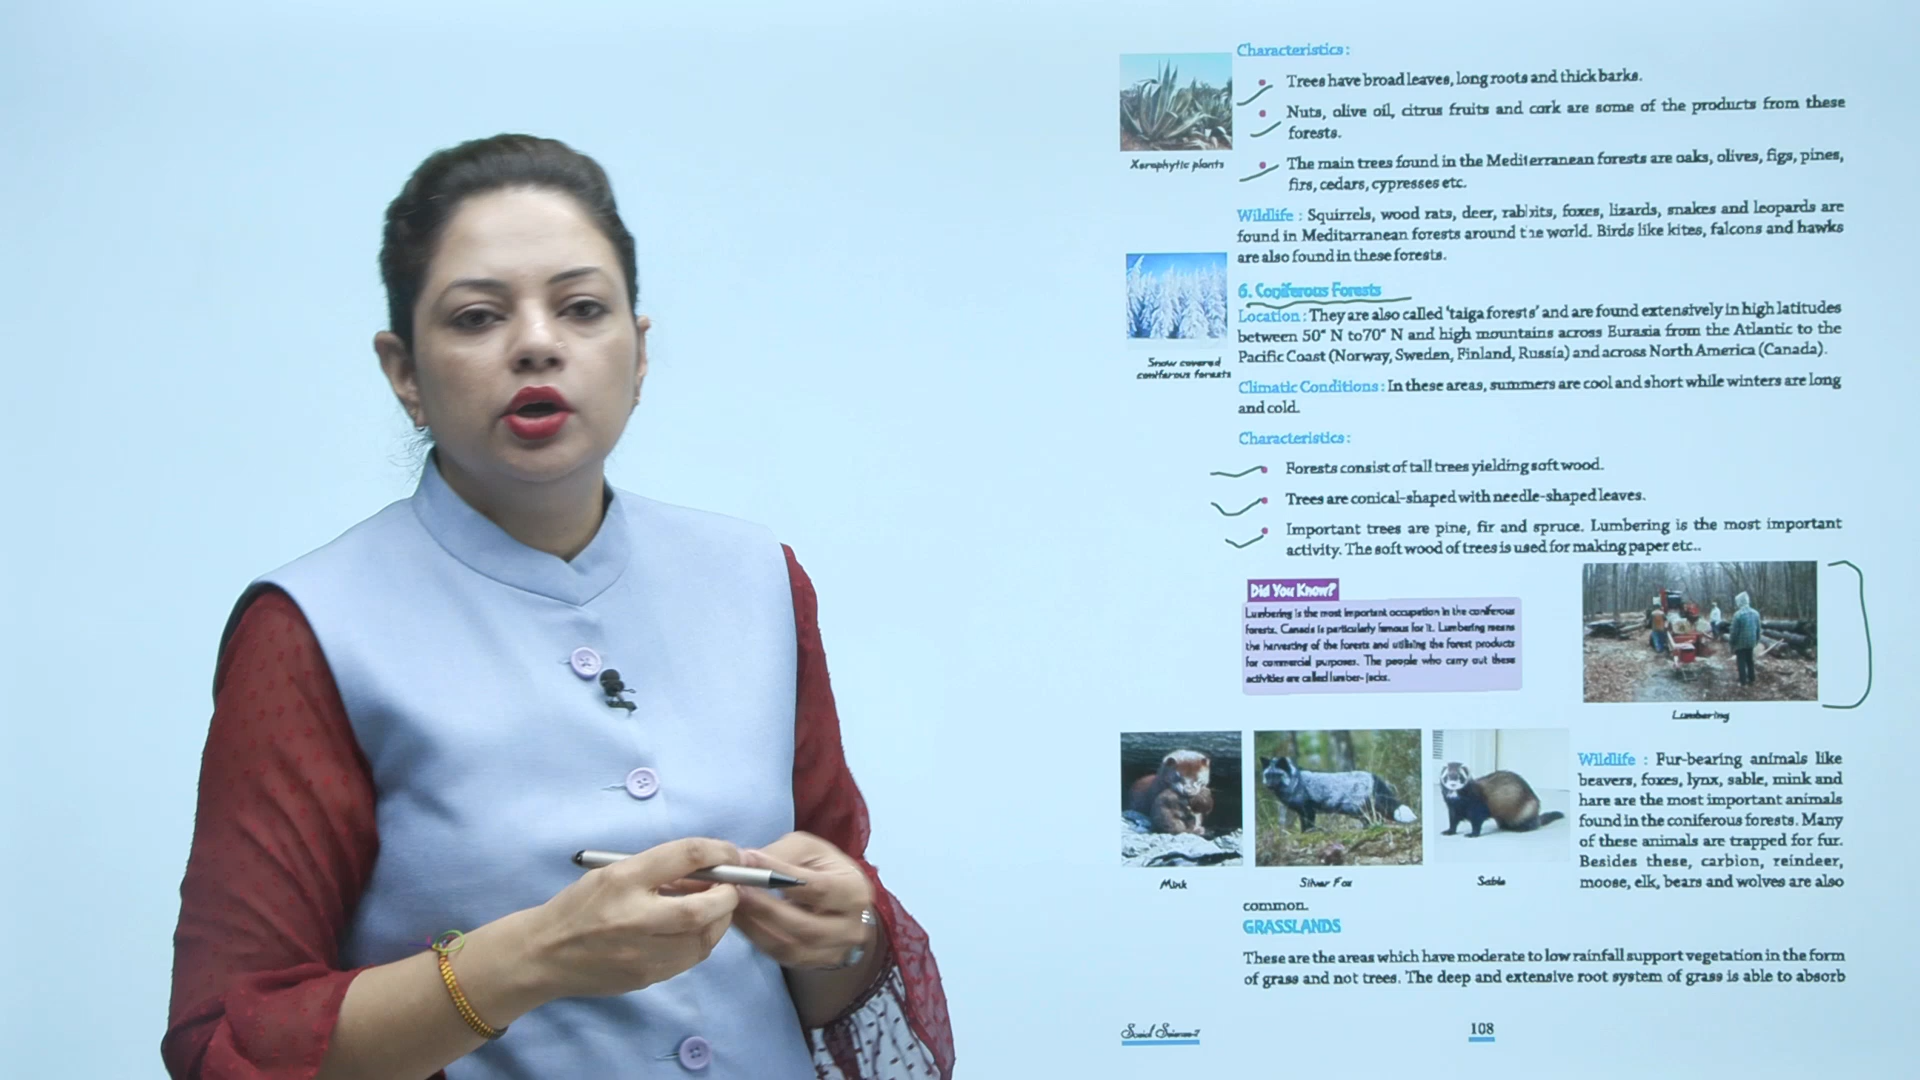 Characteristics :
Trees have broad leaves, long roots and thick barks.
Nuts, olive oil, citrus fruits and cork are some of the products from these
forests.
The main trees found in the Mediterranean forests are oaks, olives, figs, pines,
firs, cedars, cypresses etc.
Xerophytic plants
Wildlife : Squirrels, wood rats, deer, rabbits, foxes, lizards, snakes and leopards are
found in Meditarranean forests around the world. Birds like kites, falcons and hawks
are also found in these forests.
6. Coniferous Forests
Location : They are also called 'taiga forests' and are found extensively in high latitudes
between 50° N to70° N and high mountains across Eurasia from the Atlantic to the
Pacific Coast (Norway, Sweden, Finland, Russia) and across North America (Canada).
Snow covered
coniferous forests
Climatic Conditions : In these areas, summers are cool and short while winters are long
and cold.
Characteristics :
Forests consist of tall trees yielding soft wood.
Trees are conical-shaped with needle-shaped leaves.
Important trees are pine, fir and spruce. Lumbering is the most important
activity. The soft wood of trees is used for making paper etc..
Did You Know?
Lumbering is the most important occupation in the coniferous
forests. Canada is particularly famous for it. Lumbering means
the harvesting of the forests and utilising the forest products
for commercial purposes. The people who carry out these
activities are called lumber-jacks.
Lumbering
Mink
Silver Fox
Sable
Wildlife : Fur-bearing animals like
beavers, foxes, lynx, sable, mink and
hare are the most important animals
found in the coniferous forests. Many
of these animals are trapped for fur.
Besides these, carbion, reindeer,
moose, elk, bears and wolves are also
common.
GRASSLANDS
These are the areas which have moderate to low rainfall support vegetation in the form
of grass and not trees. The deep and extensive root system of grass is able to absorb
Social Science-7
108